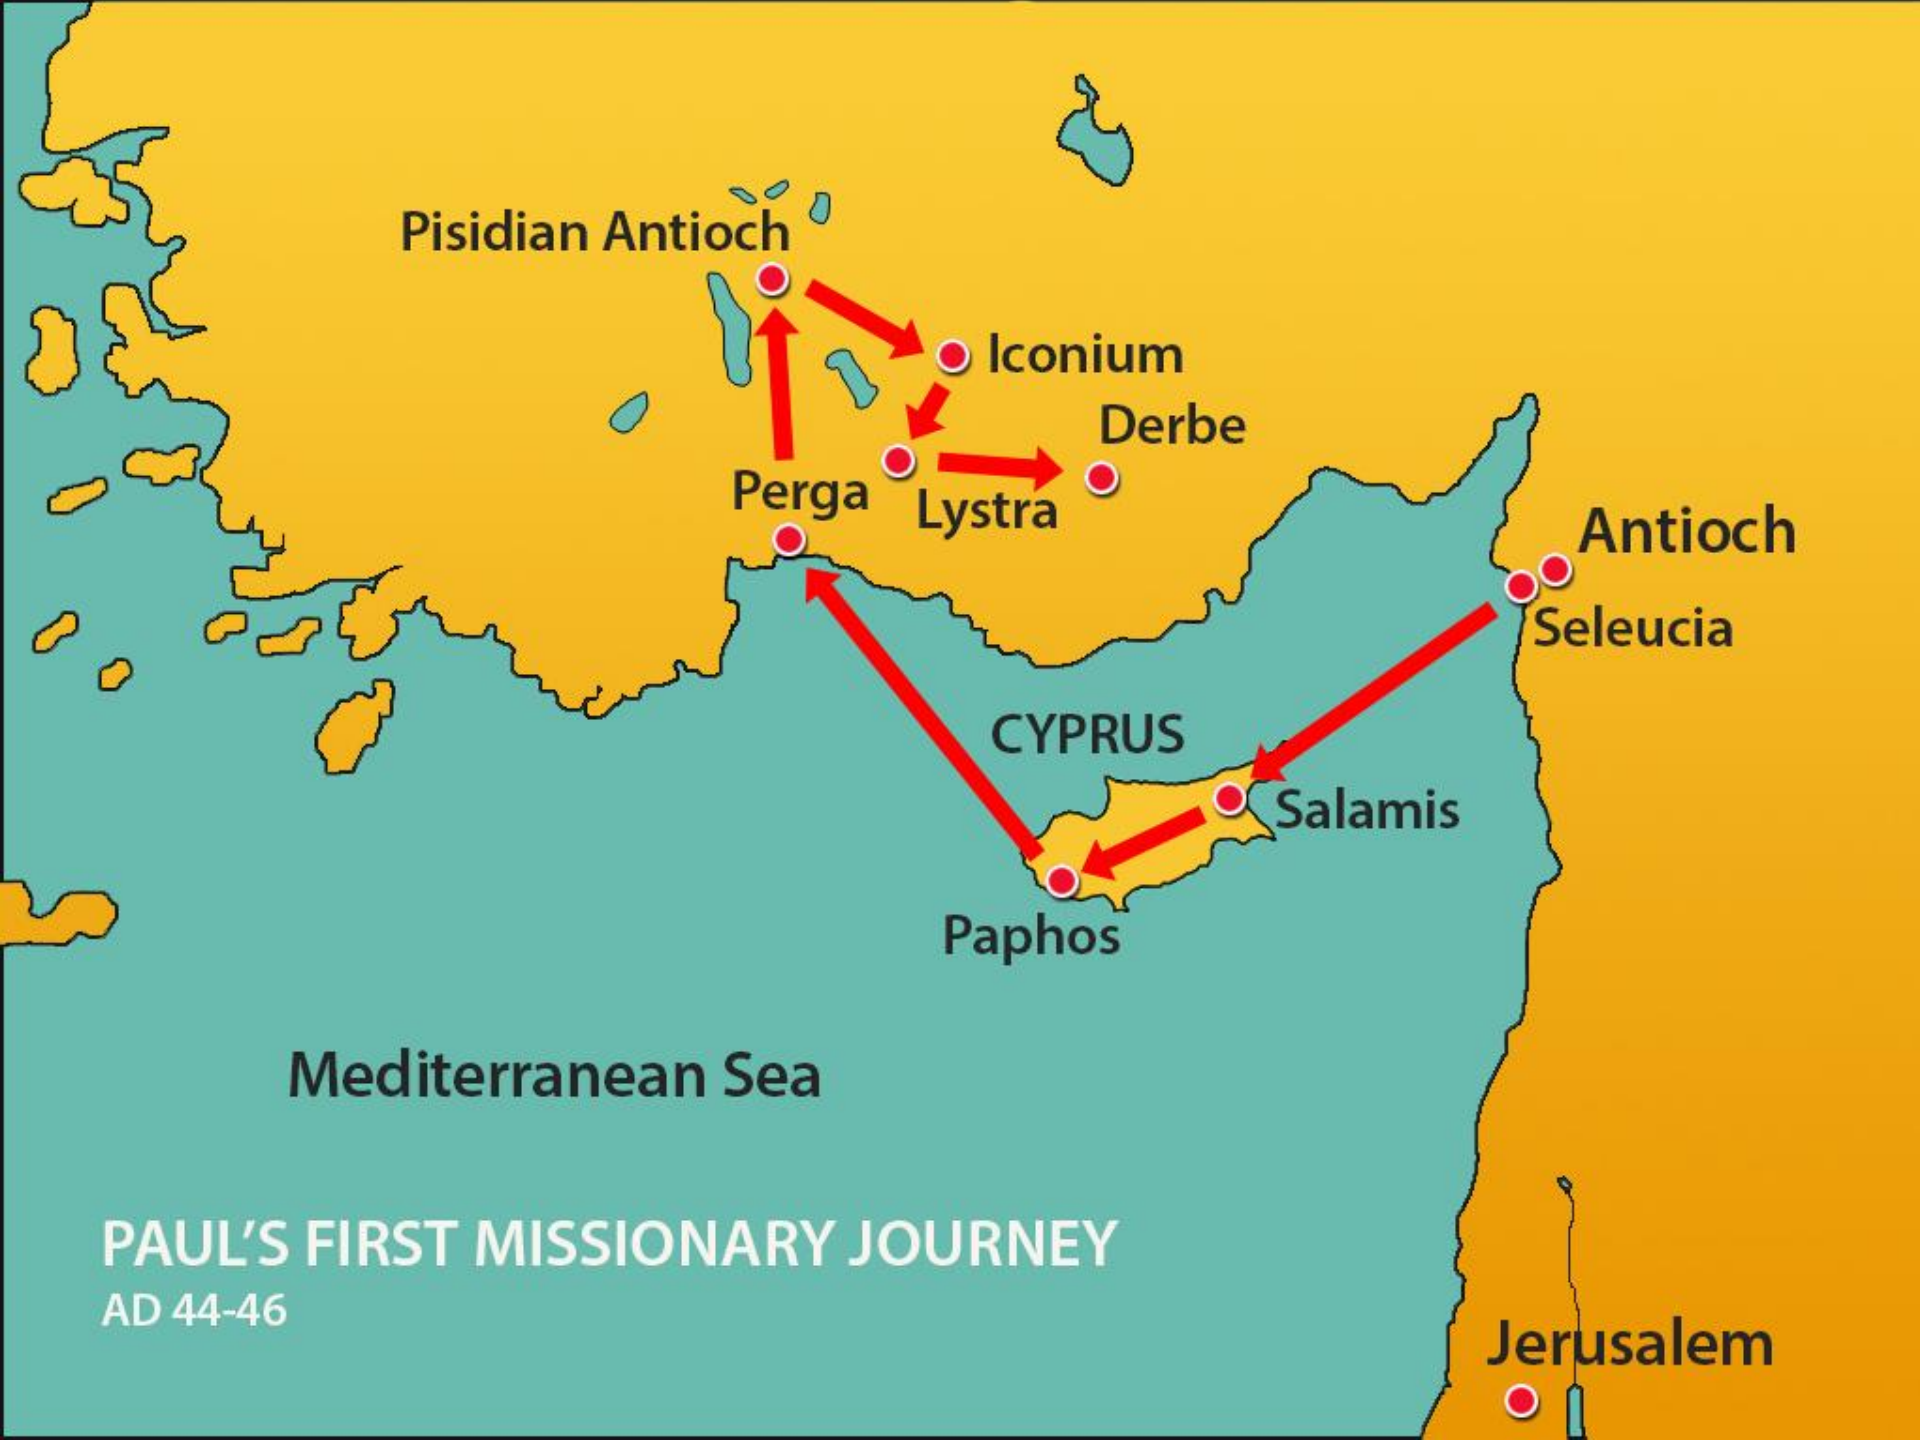 Pisidian Antioch
Iconium
Derbe
Perga
Lystra
Antioch
Seleucia
CYPRUS
Salamis
Paphos
Mediterranean Sea
PAUL'S FIRST MISSIONARY JOURNEY
AD 44-46
Jerusalem